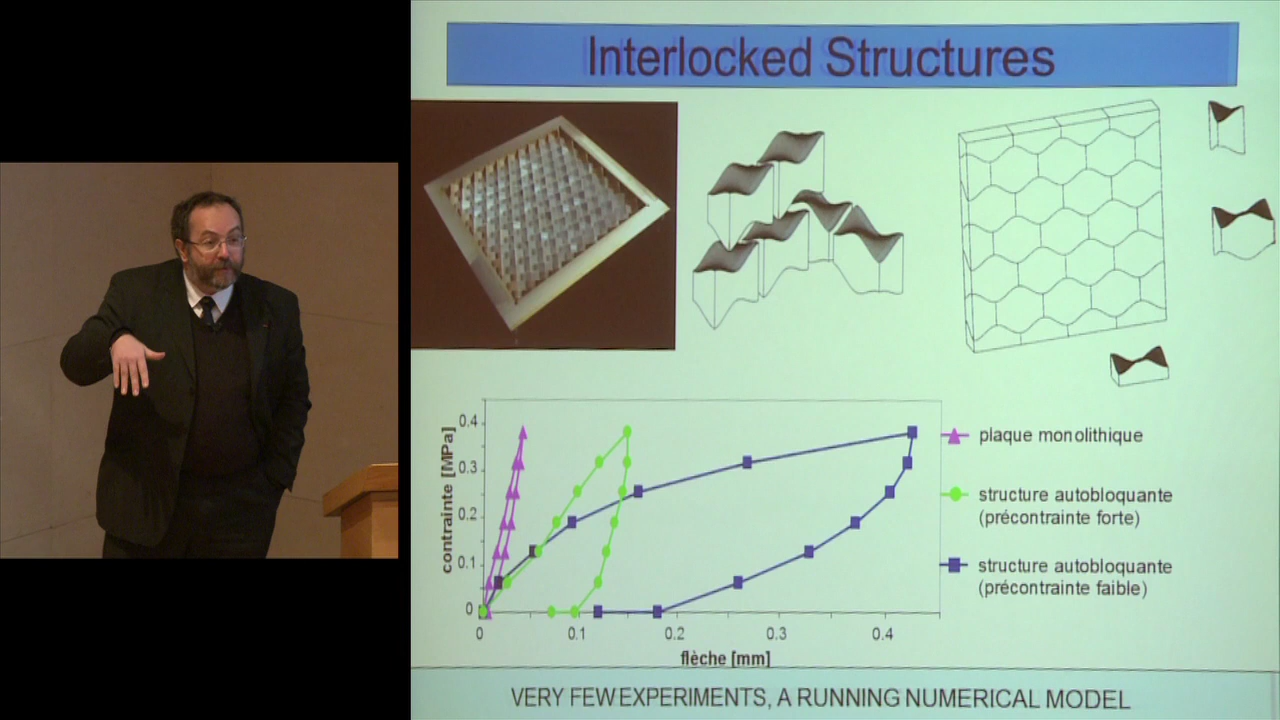 Interlocked Structures
0.4
0.3
0.2
0.1
0
contrainte [MPa]
0
0.1
0.2
0.3
0.4
flèche [mm]
plaque monolithique
structure autobloquante
(précontrainte forte)
structure autobloquante
(précontrainte faible)
VERY FEW EXPERIMENTS, A RUNNING NUMERICAL MODEL